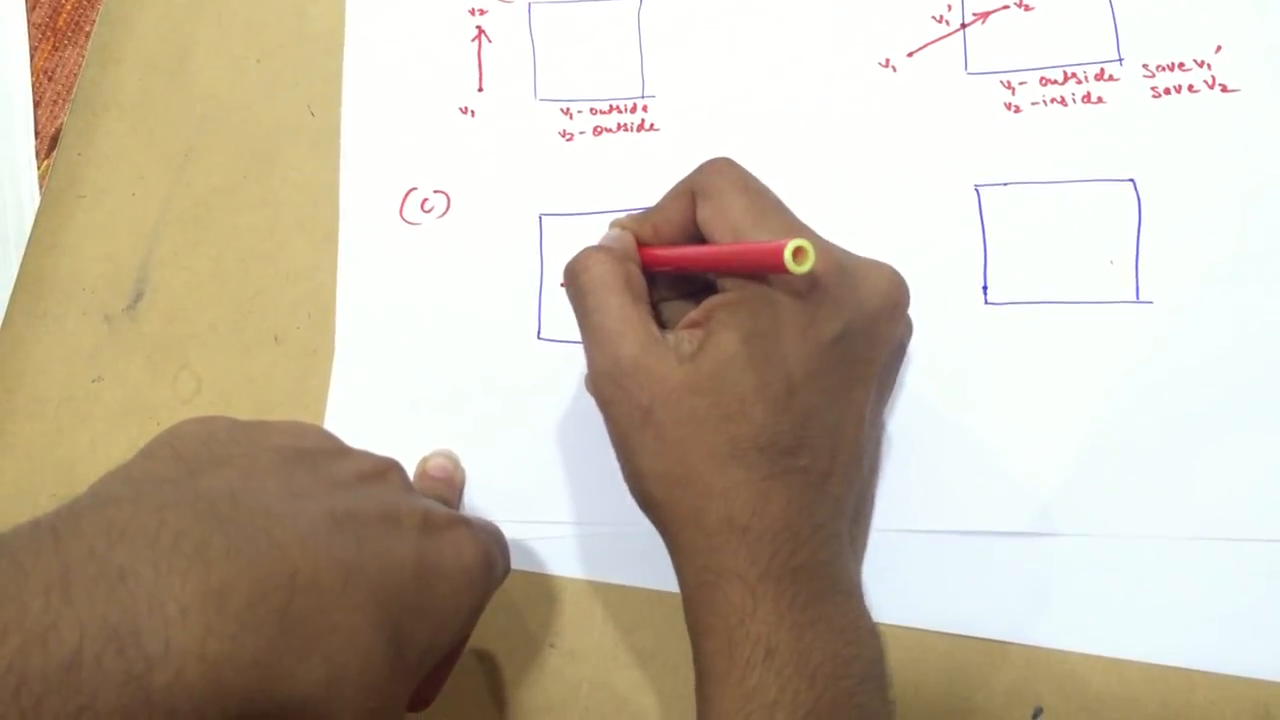 v2
v1
v1 - outside
v2 - outside
v1'
v2
v1
v1 - outside save v1'
v2 - inside save v2
(c)